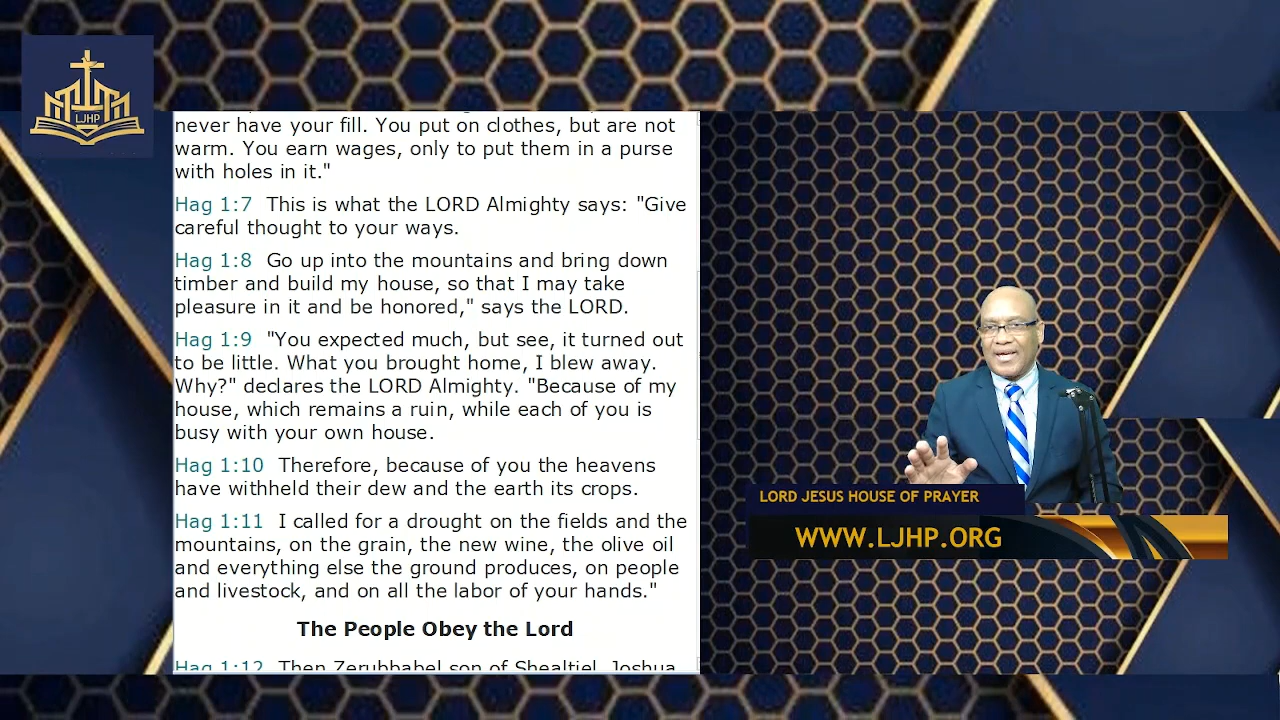 LJHP
never have your fill. You put on clothes, but are not
warm. You earn wages, only to put them in a purse
with holes in it."
Hag 1:7 This is what the LORD Almighty says: "Give
careful thought to your ways.
Hag 1:8 Go up into the mountains and bring down
timber and build my house, so that I may take
pleasure in it and be honored," says the LORD.
Hag 1:9 "You expected much, but see, it turned out
to be little. What you brought home, I blew away.
Why?" declares the LORD Almighty. "Because of my
house, which remains a ruin, while each of you is
busy with your own house.
Hag 1:10 Therefore, because of you the heavens
have withheld their dew and the earth its crops.
Hag 1:11 I called for a drought on the fields and the
mountains, on the grain, the new wine, the olive oil
and everything else the ground produces, on people
and livestock, and on all the labor of your hands."
The People Obey the Lord
Hag 1:12 Then Zerubbabel son of Shealtiel, Joshua
LORD JESUS HOUSE OF PRAYER
WWW.LJHP.ORG